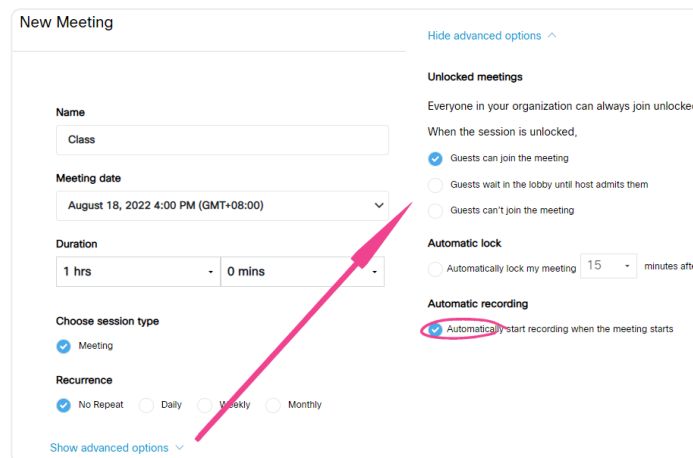 New Meeting
Name
Class
Meeting date
August 18, 2022 4:00 PM (GMT+08:00)
Duration
1 hrs
0 mins
Choose session type
Meeting
Recurrence
No Repeat
Daily
Weekly
Monthly
Show advanced options
Hide advanced options
Unlocked meetings
Everyone in your organization can always join unlocked
When the session is unlocked,
Guests can join the meeting
Guests wait in the lobby until host admits them
Guests can't join the meeting
Automatic lock
Automatically lock my meeting 15 minutes afte
Automatic recording
Automatically start recording when the meeting starts